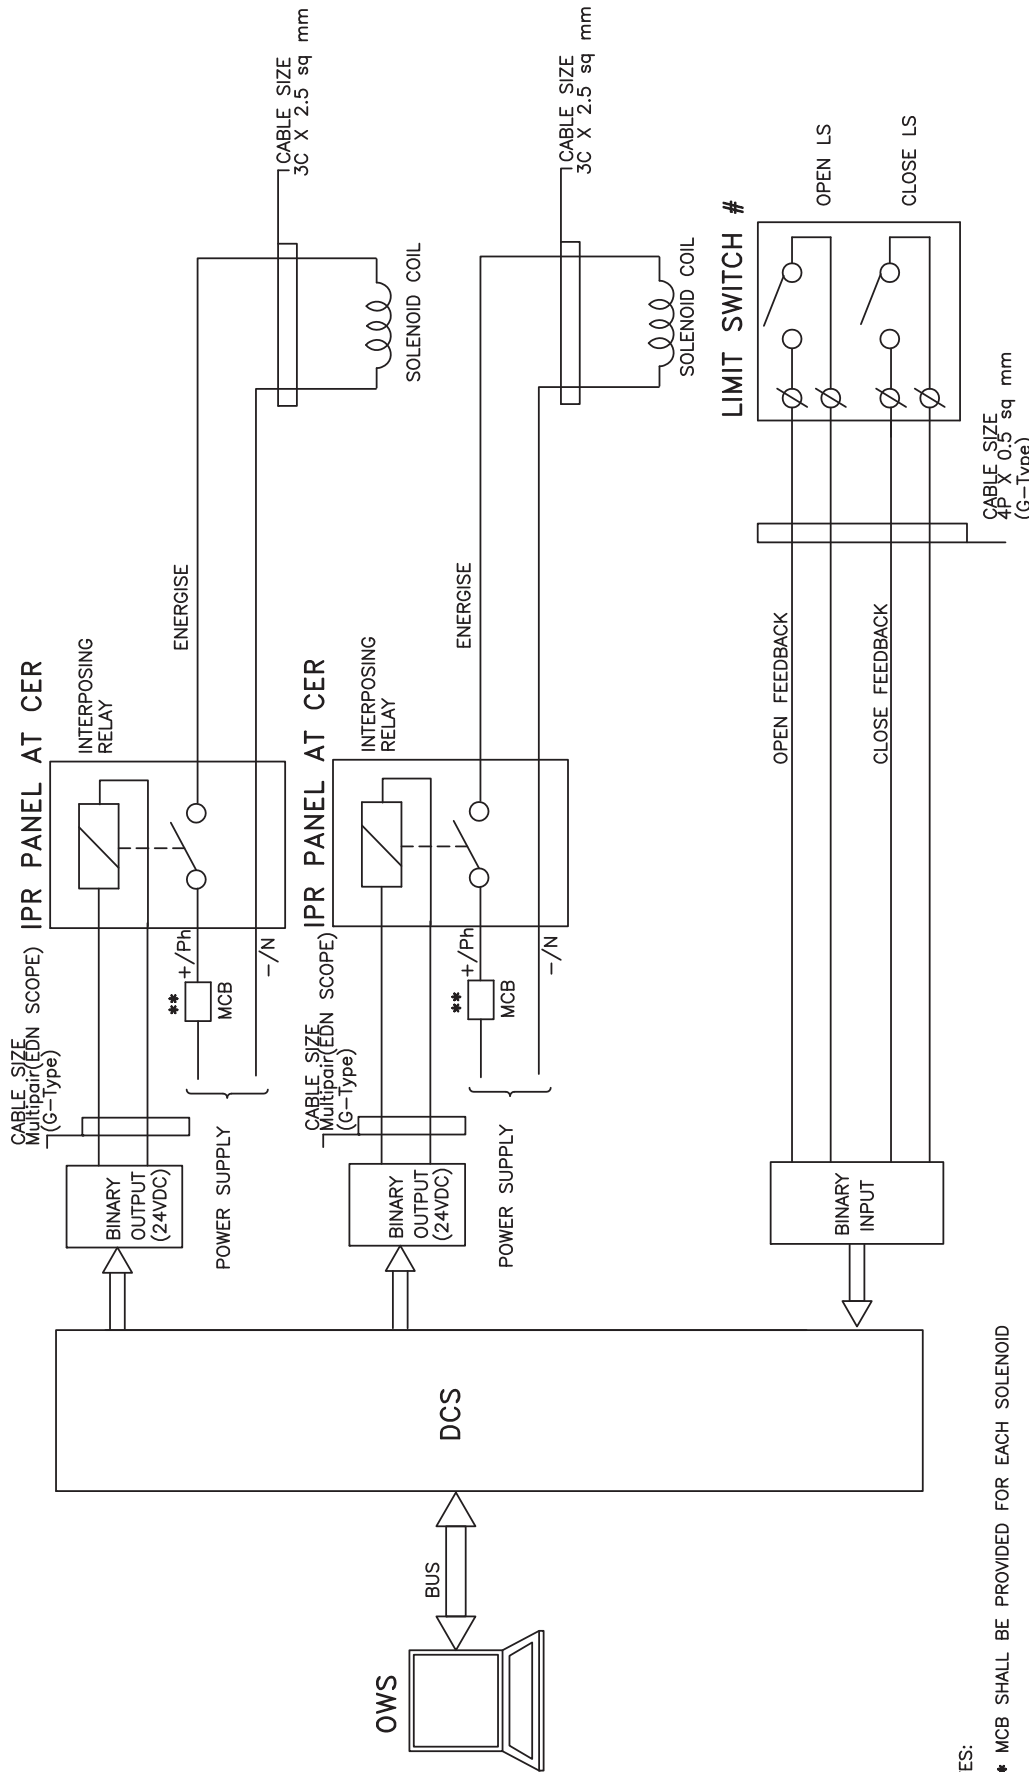 OWS
BUS
DCS
BINARY
OUTPUT
(24VDC)
CABLE SIZE
Multipair(EDN SCOPE)
(G-Type)
IPR PANEL AT CER
INTERPOSING
RELAY
**
MCB
+/Ph
-/N
POWER SUPPLY
ENERGISE
SOLENOID COIL
CABLE SIZE
3C X 2.5 sq mm
BINARY
OUTPUT
(24VDC)
CABLE SIZE
Multipair(EDN SCOPE)
(G-Type)
IPR PANEL AT CER
INTERPOSING
RELAY
**
MCB
+/Ph
-/N
POWER SUPPLY
ENERGISE
SOLENOID COIL
CABLE SIZE
3C X 2.5 sq mm
BINARY
INPUT
OPEN FEEDBACK
CLOSE FEEDBACK
LIMIT SWITCH #
OPEN LS
CLOSE LS
CABLE SIZE
4P X 0.5 sq mm
(G-Type)
ES:
* MCB SHALL BE PROVIDED FOR EACH SOLENOID